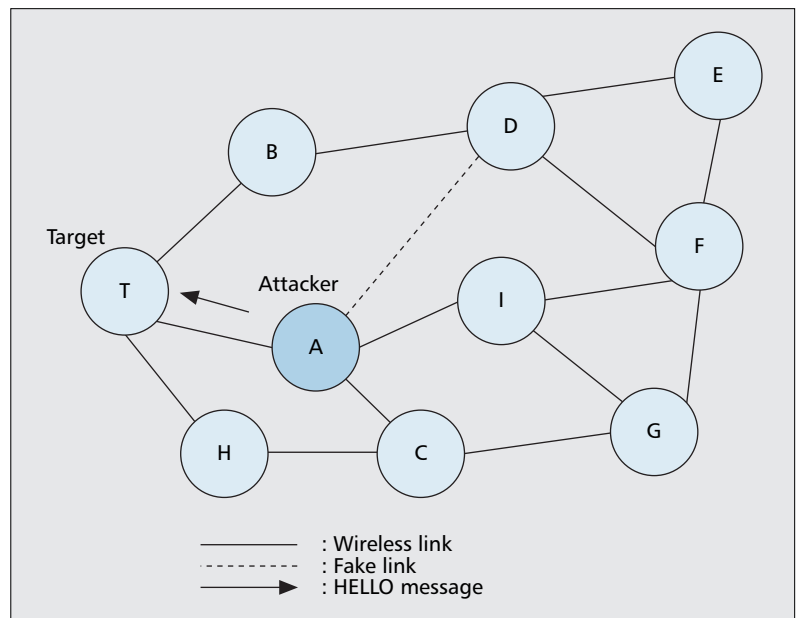 E
D
B
Target
F
T
Attacker
I
A
G
H
C
: Wireless link
: Fake link
: HELLO message